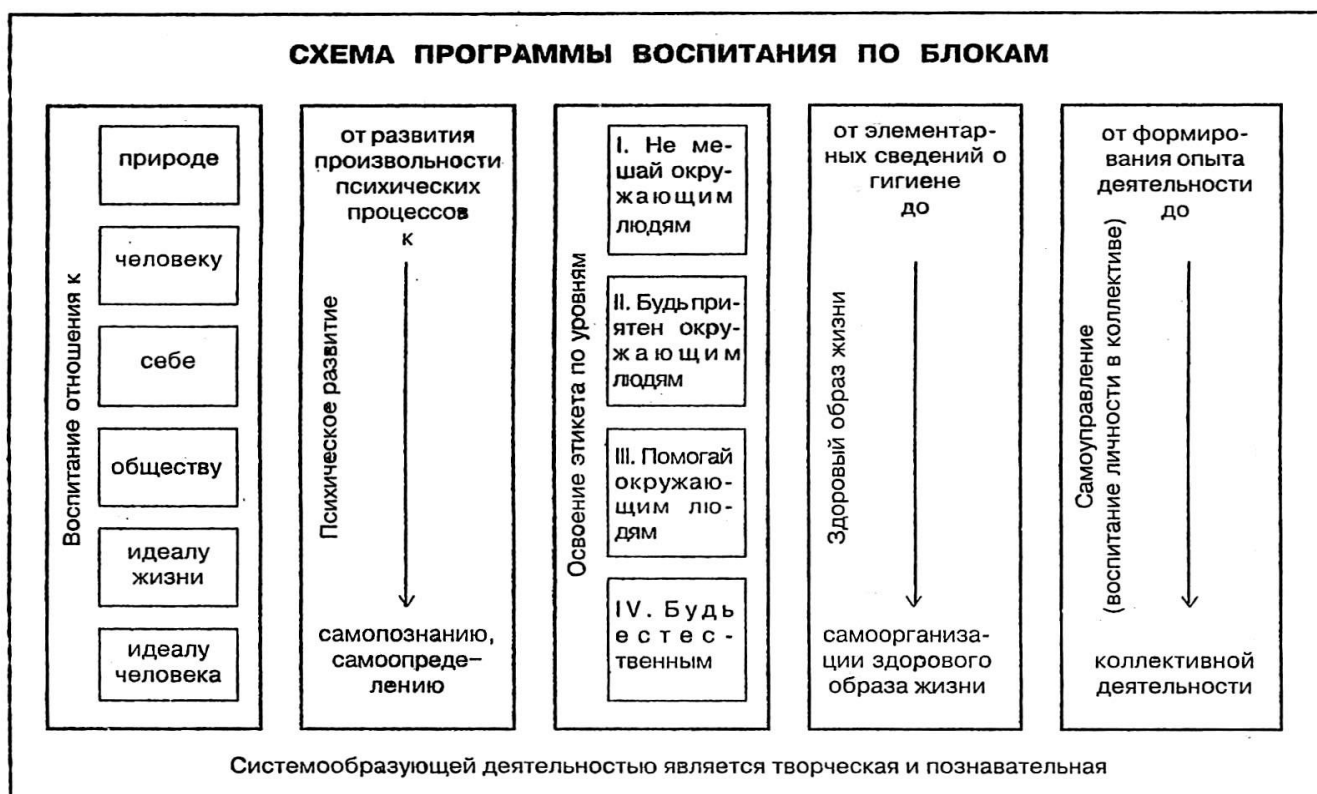 СХЕМА ПРОГРАММЫ ВОСПИТАНИЯ ПО БЛОКАМ
Воспитание отношения к
природе
человеку
себе
обществу
идеалу
жизни
идеалу
человека
Психическое развитие
от развития
произвольности
психических
процессов
к
самопознанию,
самоопреде-
лению
Освоение этикета по уровням
I. Не ме-
шай окру-
жающим
людям
II. Будь при-
ятен окру-
жающим
людям
III. Помогай
окружаю-
щим лю-
дям
IV. Будь
естес-
твенным
Здоровый образ жизни
от элементар-
ных сведений о
гигиене
до
самоорганиза-
ции здорового
образа жизни
Самоуправление
(воспитание личности в коллективе)
от формиро-
вания опыта
деятельности
до
коллективной
деятельности
Системообразующей деятельностью является творческая и познавательная